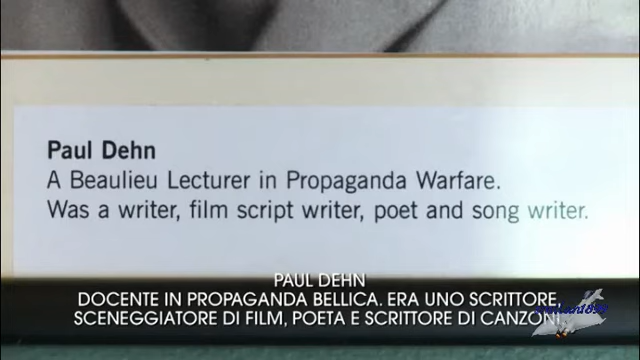 Paul Dehn
A Beaulieu Lecturer in Propaganda Warfare.
Was a writer, film script writer, poet and song writer.
PAUL DEHN
DOCENTE IN PROPAGANDA BELLICA. ERA UNO SCRITTORE,
SCENEGGIATORE DI FILM, POETA E SCRITTORE DI CANZONI